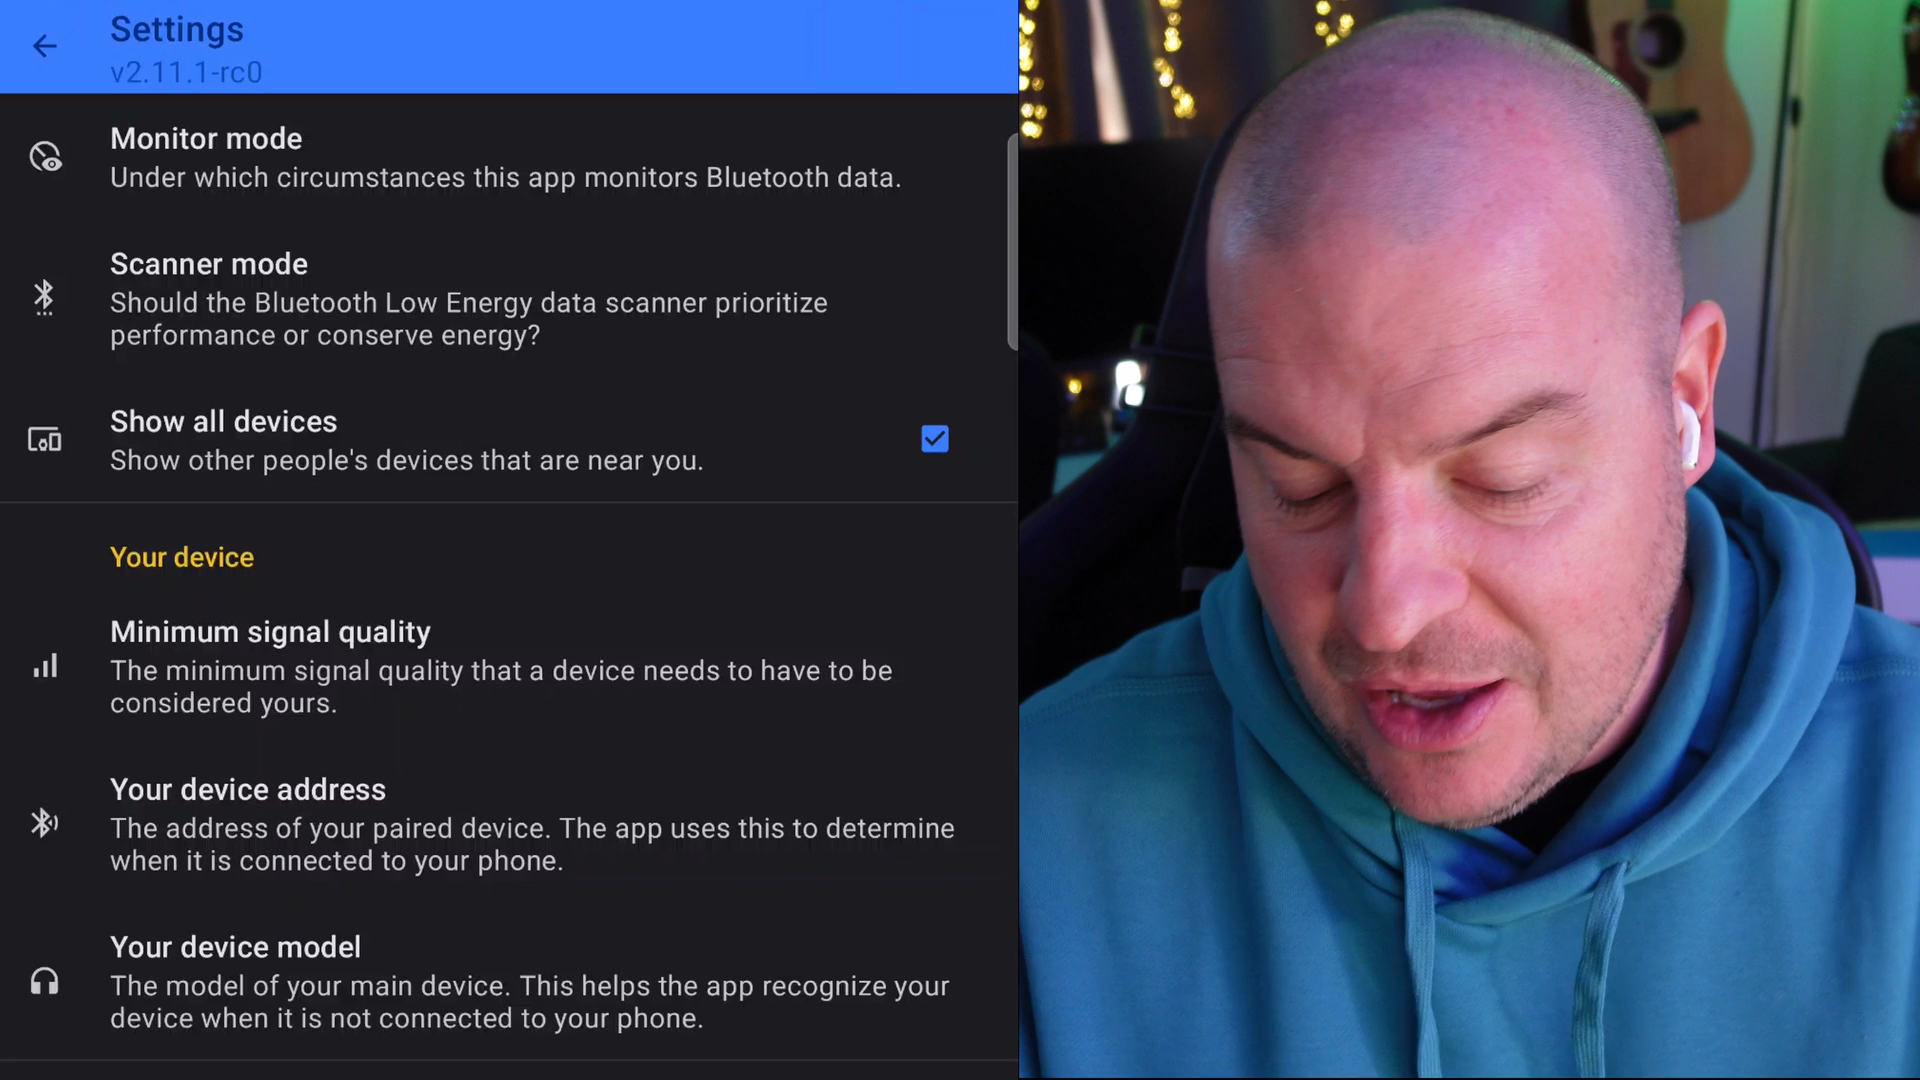 Settings
v2.11.1-rc0
Monitor mode
Under which circumstances this app monitors Bluetooth data.
Scanner mode
Should the Bluetooth Low Energy data scanner prioritize
performance or conserve energy?
Show all devices
Show other people's devices that are near you.
Your device
Minimum signal quality
The minimum signal quality that a device needs to have to be
considered yours.
Your device address
The address of your paired device. The app uses this to determine
when it is connected to your phone.
Your device model
The model of your main device. This helps the app recognize your
device when it is not connected to your phone.